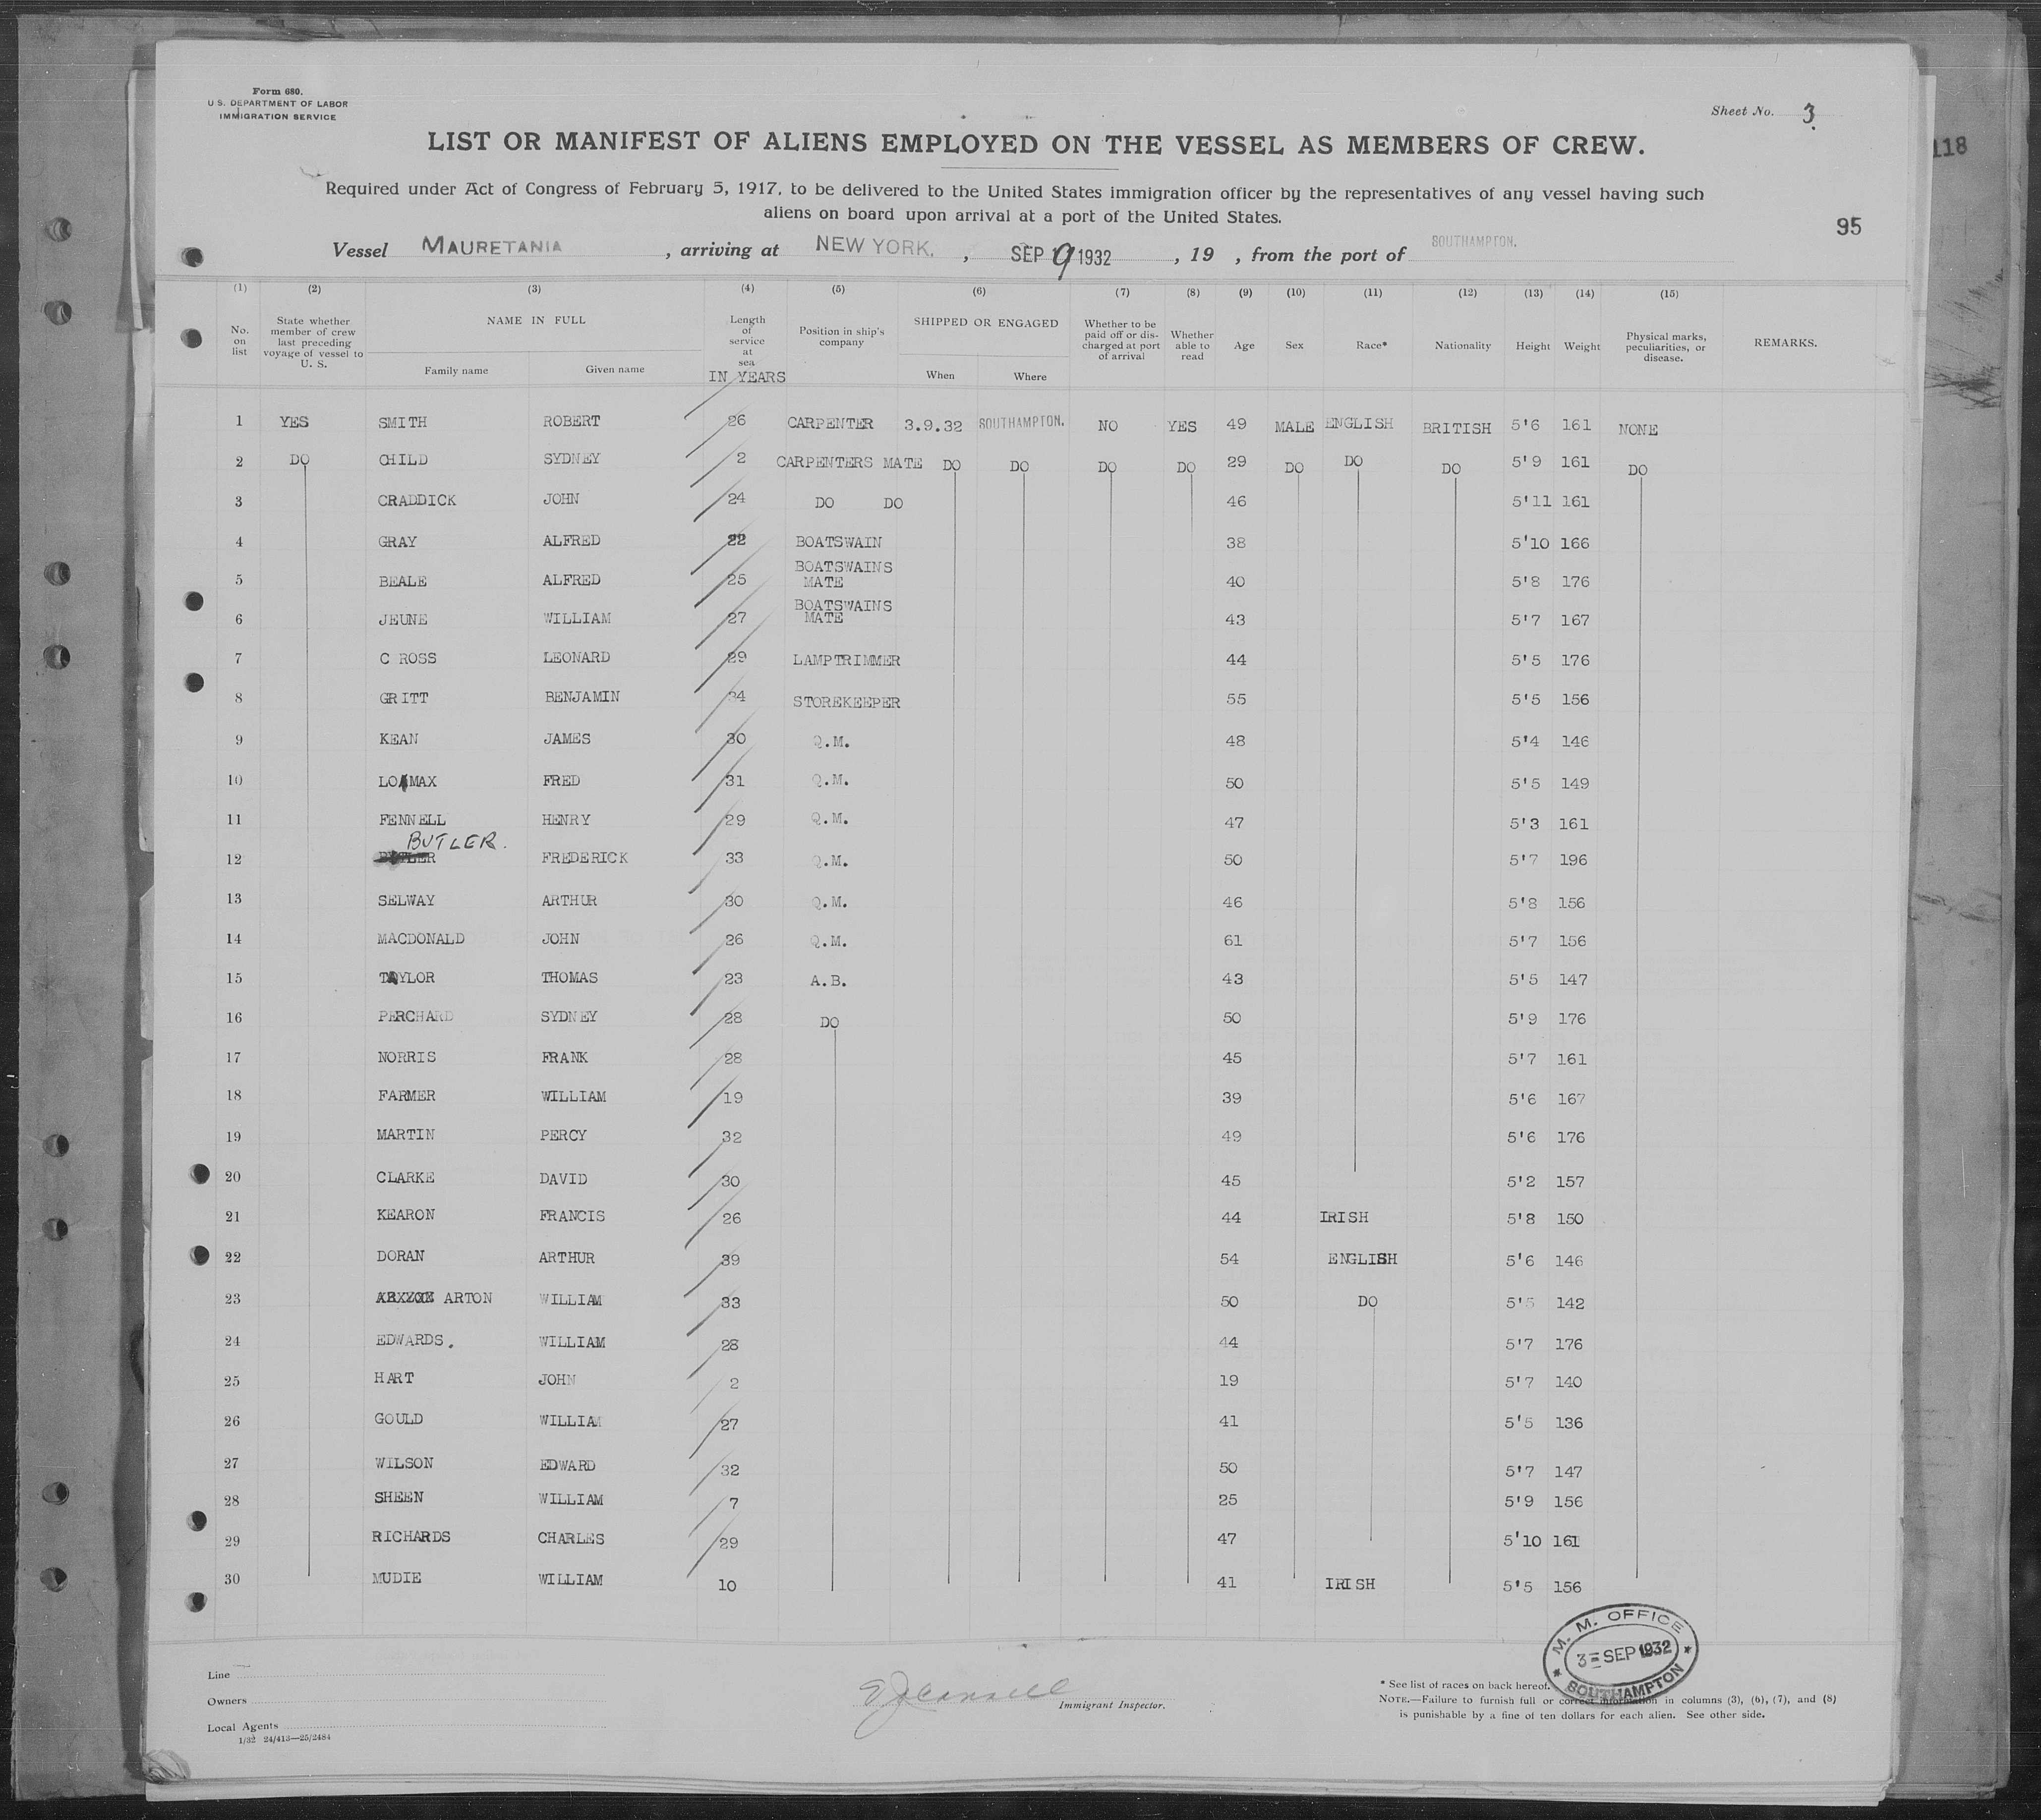 Form 680.
U S. DEPARTMENT OF LABOR
IMMIGRATION SERVICE
Sheet No. 3.
118
LIST OR MANIFEST OF ALIENS EMPLOYED ON THE VESSEL AS MEMBERS OF CREW.
Required under Act of Congress of February 5, 1917, to be delivered to the United States immigration officer by the representatives of any vessel having such
aliens on board upon arrival at a port of the United States.
95
Vessel MAURETANIA , arriving at NEW YORK. , SEP 9 1932 , 19 , from the port of SOUTHAMPTON.
(1) (2) (3) (4) (5) (6) (7) (8) (9) (10) (11) (12) (13) (14) (15)
No. on list State whether member of crew last preceding voyage of vessel to U. S. NAME IN FULL Family name Given name Length of service at sea IN YEARS Position in ship's company SHIPPED OR ENGAGED When Where Whether to be paid off or discharged at port of arrival Whether able to read Age Sex Race* Nationality Height Weight Physical marks, peculiarities, or disease. REMARKS.
1 YES SMITH ROBERT 26 CARPENTER 3.9.32 SOUTHAMPTON. NO YES 49 MALE ENGLISH BRITISH 5'6 161 NONE
2 DO CHILD SYDNEY 2 CARPENTERS MATE DO DO DO DO 29 DO DO DO 5'9 161 DO
3 CRADDICK JOHN 24 DO DO 46 5'11 161
4 GRAY ALFRED 22 BOATSWAIN 38 5'10 166
5 BEALE ALFRED 25 BOATSWAINS MATE 40 5'8 176
6 JEUNE WILLIAM 27 BOATSWAINS MATE 43 5'7 167
7 C ROSS LEONARD 29 LAMPTRIMMER 44 5'5 176
8 GRITT BENJAMIN 34 STOREKEEPER 55 5'5 156
9 KEAN JAMES 30 Q.M. 48 5'4 146
10 LOMAX FRED 31 Q.M. 50 5'5 149
11 FENNELL HENRY 29 Q.M. 47 5'3 161
12 BUTLER. FREDERICK 33 Q.M. 50 5'7 196
13 SELWAY ARTHUR 30 Q.M. 46 5'8 156
14 MACDONALD JOHN 26 Q.M. 61 5'7 156
15 TAYLOR THOMAS 23 A.B. 43 5'5 147
16 PERCHARD SYDNEY 28 DO 50 5'9 176
17 NORRIS FRANK 28 45 5'7 161
18 FARMER WILLIAM 19 39 5'6 167
19 MARTIN PERCY 32 49 5'6 176
20 CLARKE DAVID 30 45 5'2 157
21 KEARON FRANCIS 26 44 IRISH 5'8 150
22 DORAN ARTHUR 39 54 ENGLISH 5'6 146
23 ARTON WILLIAM 33 50 DO 5'5 142
24 EDWARDS. WILLIAM 28 44 5'7 176
25 HART JOHN 2 19 5'7 140
26 GOULD WILLIAM 27 41 5'5 136
27 WILSON EDWARD 32 50 5'7 147
28 SHEEN WILLIAM 7 25 5'9 156
29 RICHARDS CHARLES 29 47 5'10 161
30 MUDIE WILLIAM 10 41 IRISH 5'5 156
M. M. OFFICE
3 - SEP 1932
SOUTHAMPTON
Line
Owners
Local Agents
1/32 24/413—25/2484
Immigrant Inspector.
* See list of races on back hereof.
NOTE.—Failure to furnish full or correct information in columns (3), (6), (7), and (8)
is punishable by a fine of ten dollars for each alien. See other side.